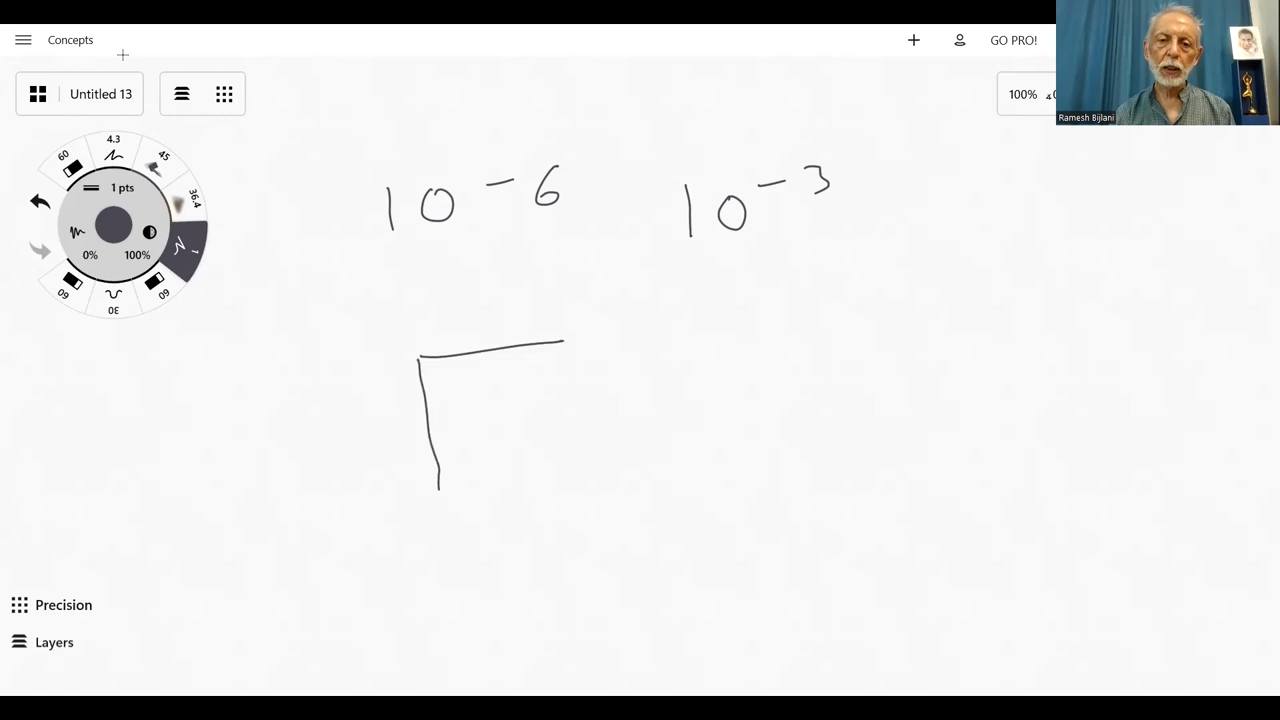 Concepts
GO PRO!
Untitled 13
100%
Ramesh Bijlani
4.3
60
45
36.4
1 pts
0%
100%
1
60
30
60
10⁻⁶ 10⁻³
Precision
Layers